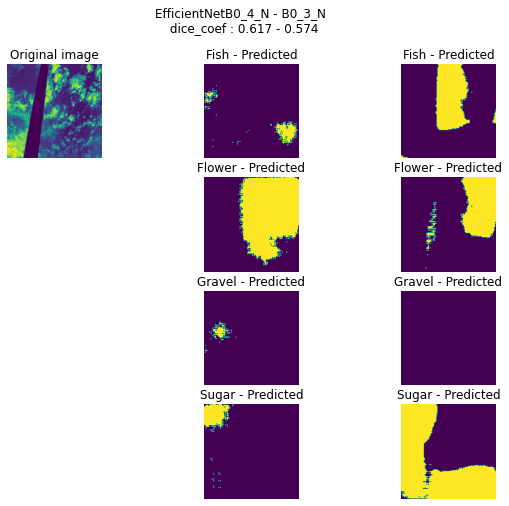 EfficientNetB0_4_N - B0_3_N
dice_coef : 0.617 - 0.574
Original image
Fish - Predicted
Fish - Predicted
Flower - Predicted
Flower - Predicted
Gravel - Predicted
Gravel - Predicted
Sugar - Predicted
Sugar - Predicted